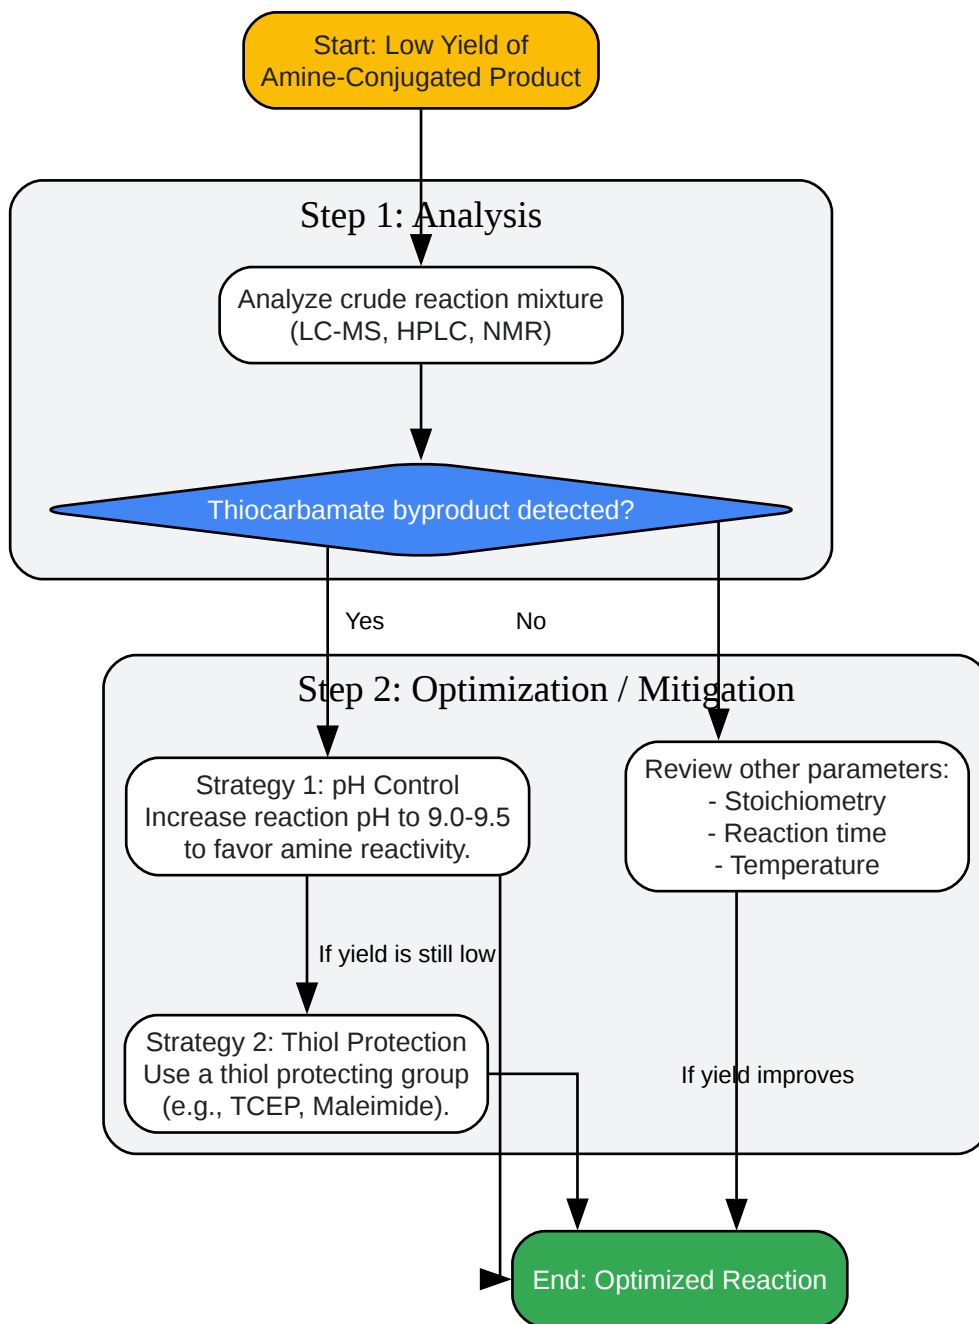 Start: Low Yield of
Amine-Conjugated Product
Step 1: Analysis
Analyze crude reaction mixture
(LC-MS, HPLC, NMR)
Thiocarbamate byproduct detected?
Yes
No
Step 2: Optimization / Mitigation
Strategy 1: pH Control
Increase reaction pH to 9.0-9.5
to favor amine reactivity.
Review other parameters:
- Stoichiometry
- Reaction time
- Temperature
If yield is still low
Strategy 2: Thiol Protection
Use a thiol protecting group
(e.g., TCEP, Maleimide).
If yield improves
End: Optimized Reaction